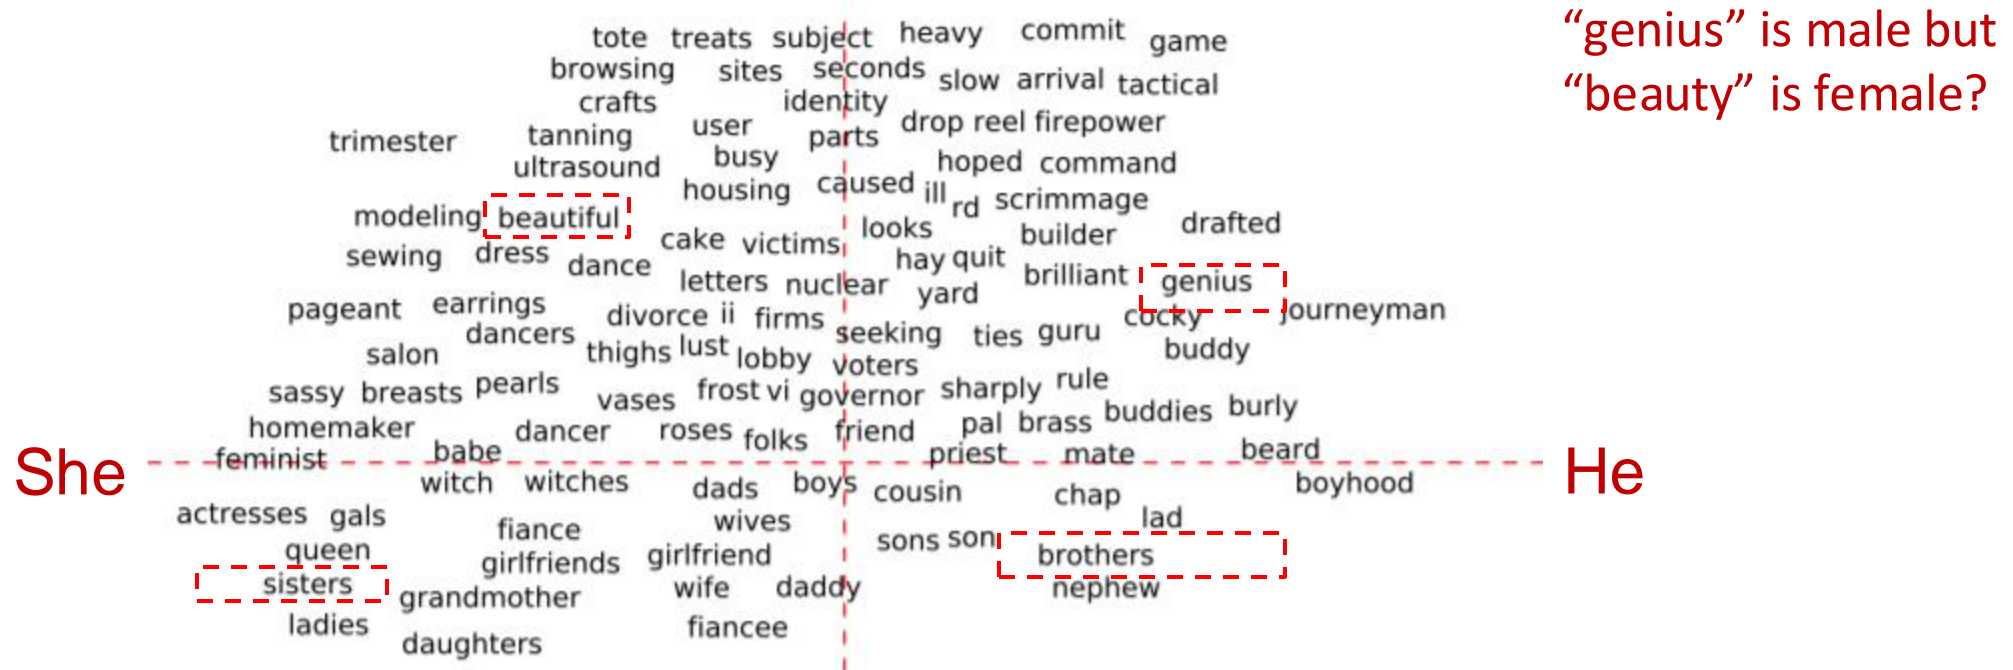 “genius” is male but
“beauty” is female?
tote treats subject heavy commit game
browsing sites seconds slow arrival tactical
crafts identity
trimester tanning user parts drop reel firepower
ultrasound busy hoped command
housing caused ill rd scrimmage
modeling beautiful looks builder drafted
sewing dress dance cake victims hay quit
letters nuclear yard brilliant genius
pageant earrings divorce ii firms cocky journeyman
dancers seeking ties guru
salon thighs lust lobby voters buddy
sassy breasts pearls vases frost vi governor sharply rule
homemaker dancer roses folks friend pal brass buddies burly
She feminist babe priest mate beard He
witch witches dads boys cousin chap boyhood
actresses gals fiance wives lad
queen girlfriends girlfriend sons son brothers
sisters grandmother wife daddy nephew
ladies daughters fiancee